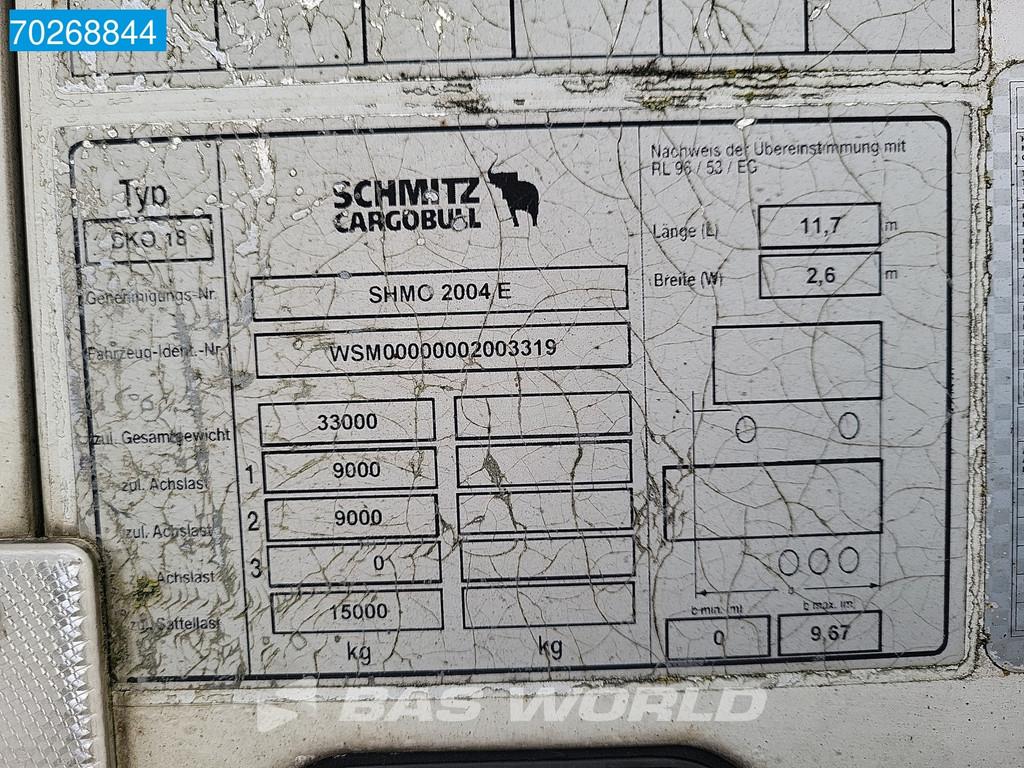 70268844
Typ
SKO 18
SCHMITZ
CARGOBULL
Nachweis der Übereinstimmung mit
RL 96 / 53 / EG
Länge (L) 11,7 m
Breite (W) 2,6 m
Genehmigungs-Nr. SHMC 2004 E
Fahrzeug-Ident.-Nr. WSM00000002003319
zul. Gesamtgewicht 33000
zul. Achslast 1 9000
zul. Achslast 2 9000
Achslast 3 0
zul. Sattellast 15000
kg kg
b min. (m) b max. (m)
0 9,67
BAS WORLD